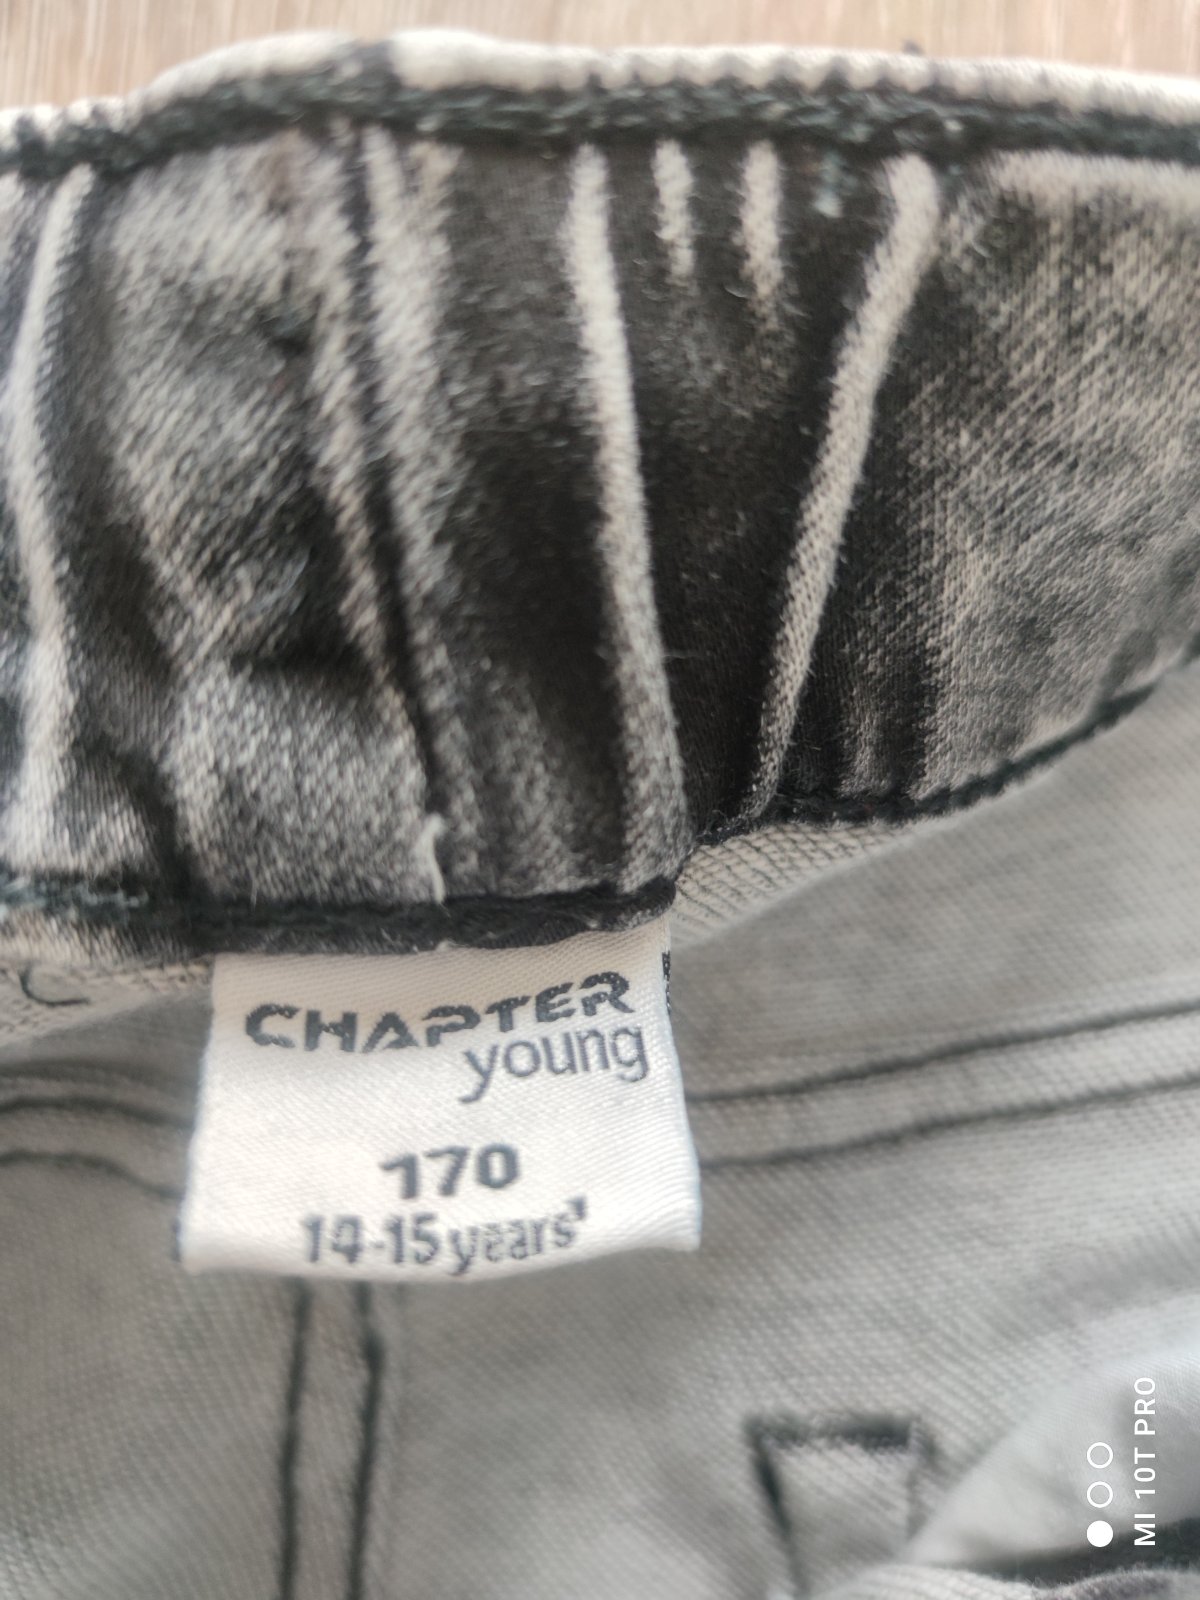 CHAPTER
young
170
14-15 years'
MI 10T PRO